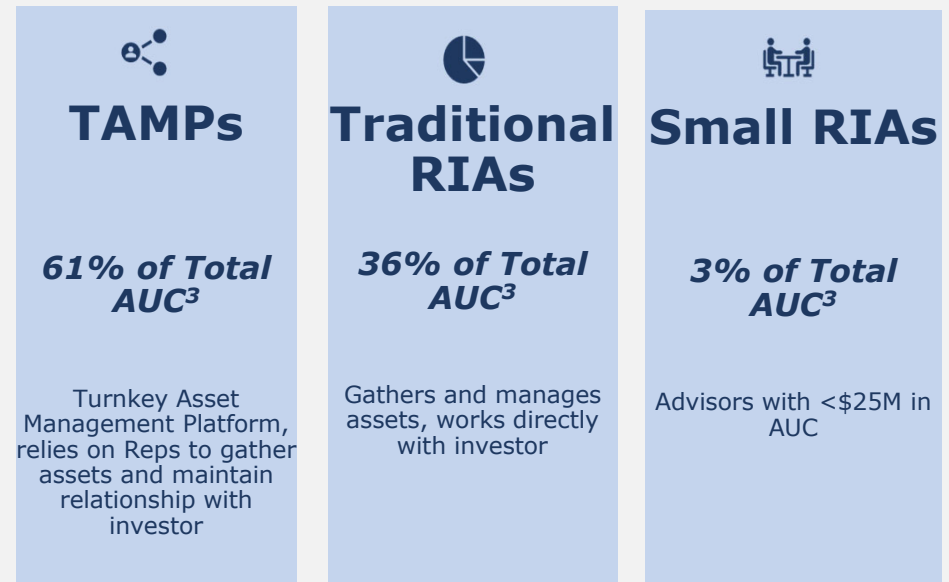 TAMPs
61% of Total
AUC³
Turnkey Asset
Management Platform,
relies on Reps to gather
assets and maintain
relationship with
investor
Traditional
RIAs
36% of Total
AUC³
Gathers and manages
assets, works directly
with investor
Small RIAs
3% of Total
AUC³
Advisors with <$25M in
AUC